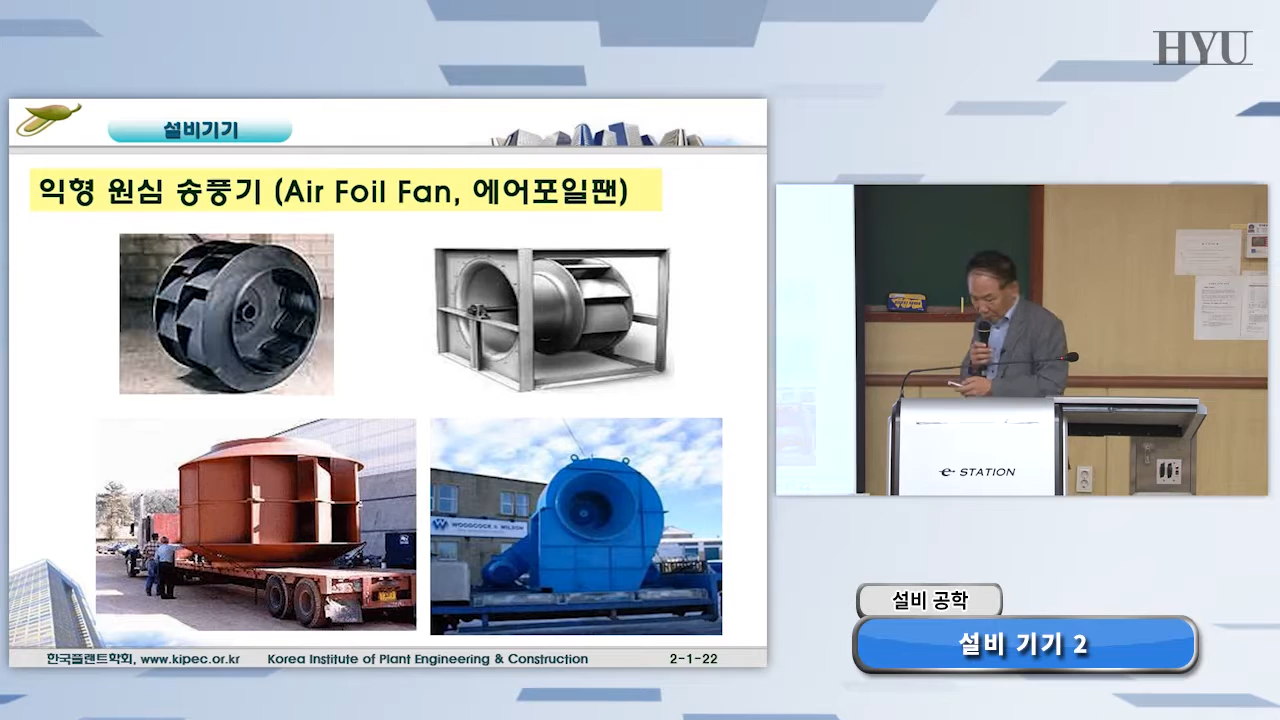 HYU
설비기기
익형 원심 송풍기 (Air Foil Fan, 에어포일팬)
WOODCOCK & WILSON
e-STATION
설비 공학
설비 기기 2
한국플랜트학회, www.kipec.or.kr Korea Institute of Plant Engineering & Construction 2-1-22